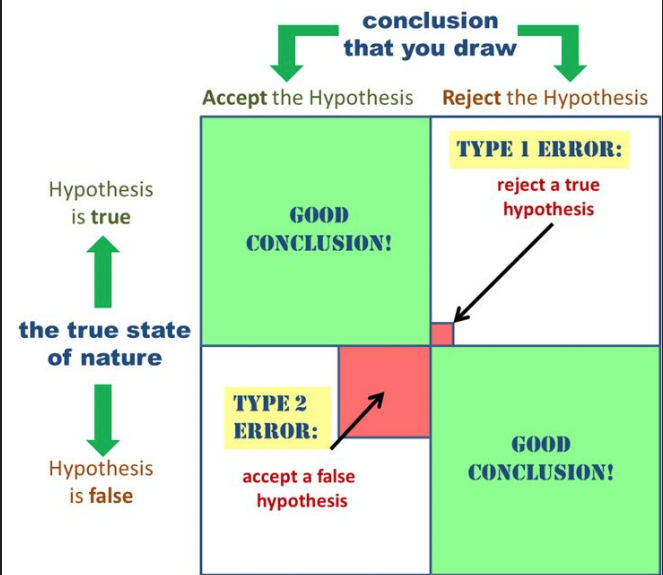 conclusion
that you draw
Accept the Hypothesis
Reject the Hypothesis
Hypothesis
is true
GOOD
CONCLUSION!
TYPE 1 ERROR:
reject a true
hypothesis
the true state
of nature
TYPE 2
ERROR:
accept a false
hypothesis
Hypothesis
is false
GOOD
CONCLUSION!